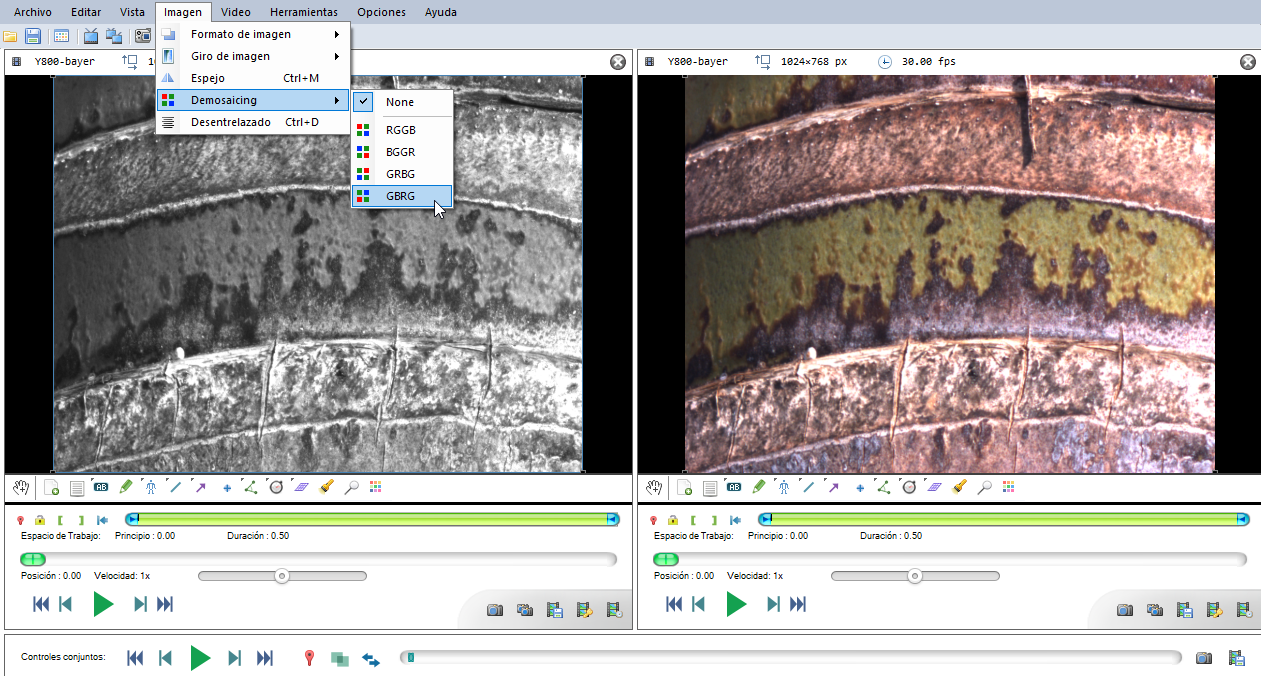 Archivo Editar Vista Imagen Video Herramientas Opciones Ayuda
Formato de imagen
Giro de imagen
Espejo Ctrl+M
Demosaicing
Desentrelazado Ctrl+D
None
RGGB
BGGR
GRBG
GBRG
Y800-bayer
Y800-bayer 1024×768 px 30.00 fps
AB
AB
Espacio de Trabajo: Principio : 0.00 Duración : 0.50
Posición : 0.00 Velocidad: 1x
Espacio de Trabajo: Principio : 0.00 Duración : 0.50
Posición : 0.00 Velocidad: 1x
Controles conjuntos: